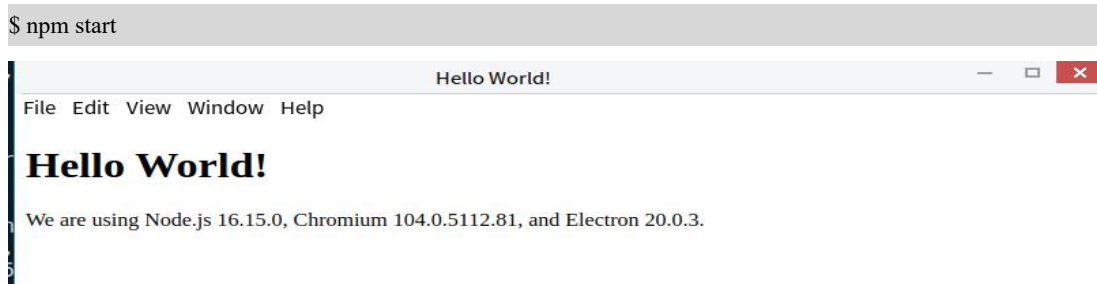 $ npm start
Hello World!
File Edit View Window Help
Hello World!
We are using Node.js 16.15.0, Chromium 104.0.5112.81, and Electron 20.0.3.